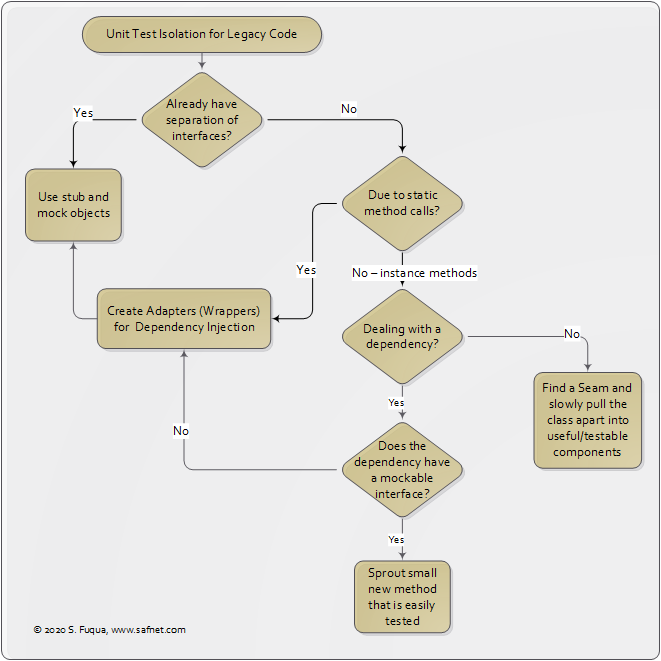 Unit Test Isolation for Legacy Code
Already have
separation of
interfaces?
Yes
No
Use stub and
mock objects
Due to static
method calls?
Yes
No – instance methods
Create Adapters (Wrappers)
for Dependency Injection
Dealing with a
dependency?
No
Find a Seam and
slowly pull the
class apart into
useful/testable
components
Yes
Does the
dependency have
a mockable
interface?
No
Yes
Sprout small
new method
that is easily
tested
© 2020 S. Fuqua, www.safnet.com